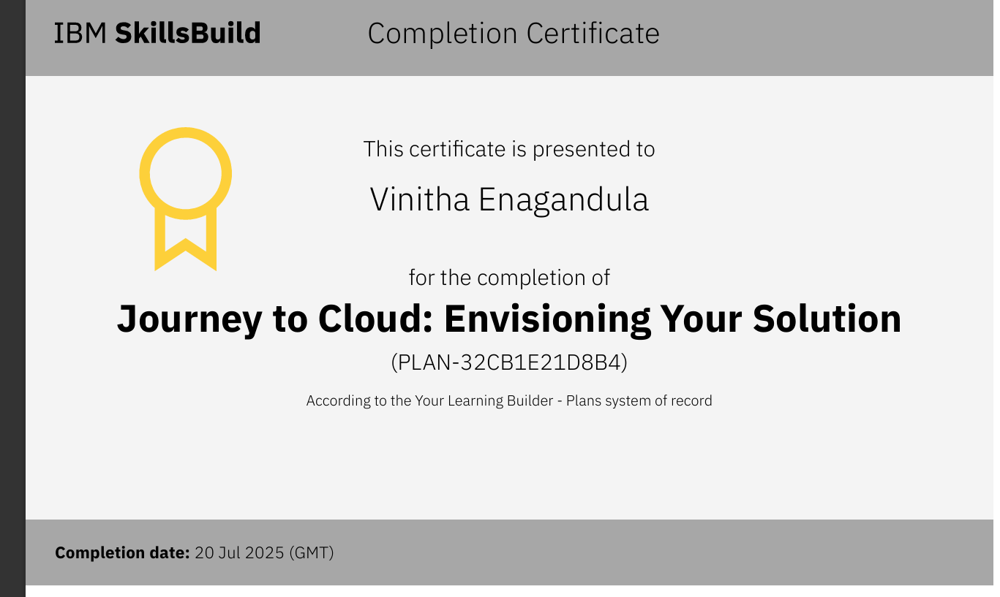 IBM SkillsBuild
Completion Certificate
This certificate is presented to
Vinitha Enagandula
for the completion of
Journey to Cloud: Envisioning Your Solution
(PLAN-32CB1E21D8B4)
According to the Your Learning Builder - Plans system of record
Completion date: 20 Jul 2025 (GMT)